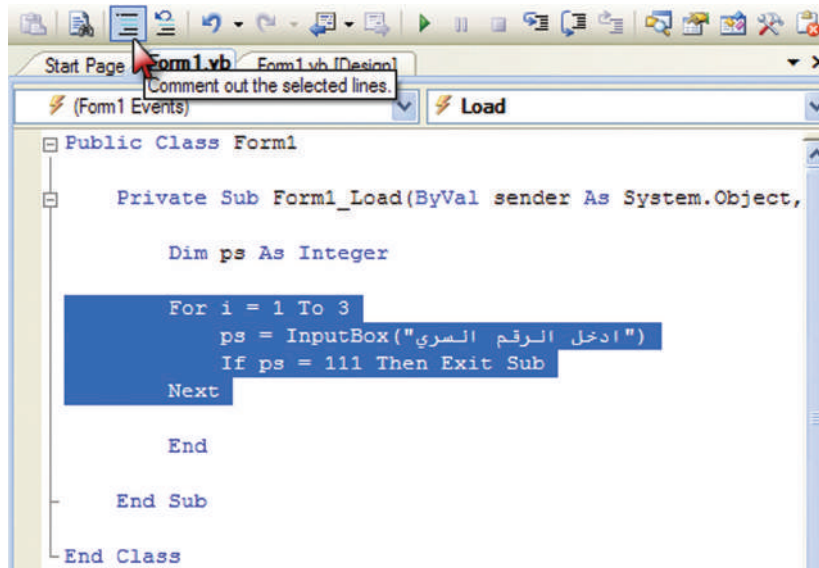 Start Page Form1.vb Form1.vb [Design]
Comment out the selected lines.
(Form1 Events) Load
Public Class Form1
Private Sub Form1_Load(ByVal sender As System.Object,
Dim ps As Integer
For i = 1 To 3
ps = InputBox("ادخل الرقم السري")
If ps = 111 Then Exit Sub
Next
End
End Sub
End Class